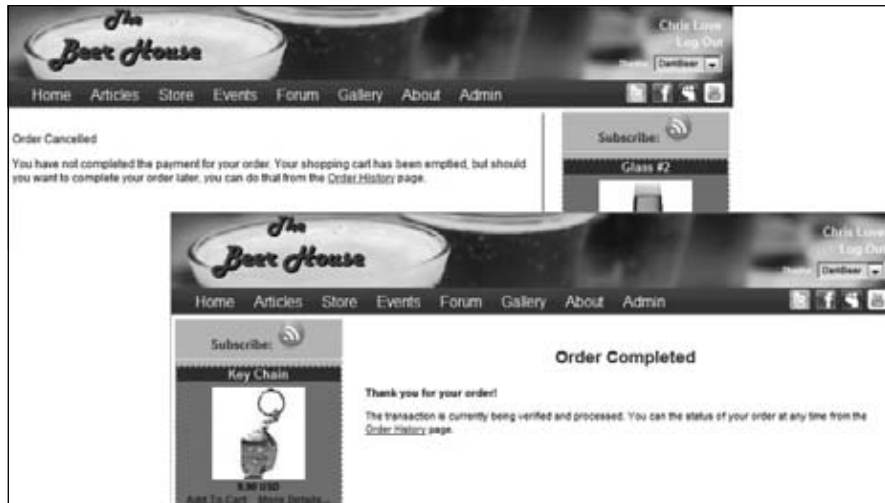 The
Beer House
Chris Love
Log Out
Theme: DarkBeer
Home Articles Store Events Forum Gallery About Admin
Order Cancelled
You have not completed the payment for your order. Your shopping cart has been emptied, but should
you want to complete your order later, you can do that from the Order History page.
Subscribe:
Glass #2
The
Beer House
Chris Love
Log Out
DarkBeer
Home Articles Store Events Forum Gallery About Admin
Subscribe:
Key Chain
9.99 USD
Add To Cart More Details...
Order Completed
Thank you for your order!
The transaction is currently being verified and processed. You can the status of your order at any time from the
Order History page.